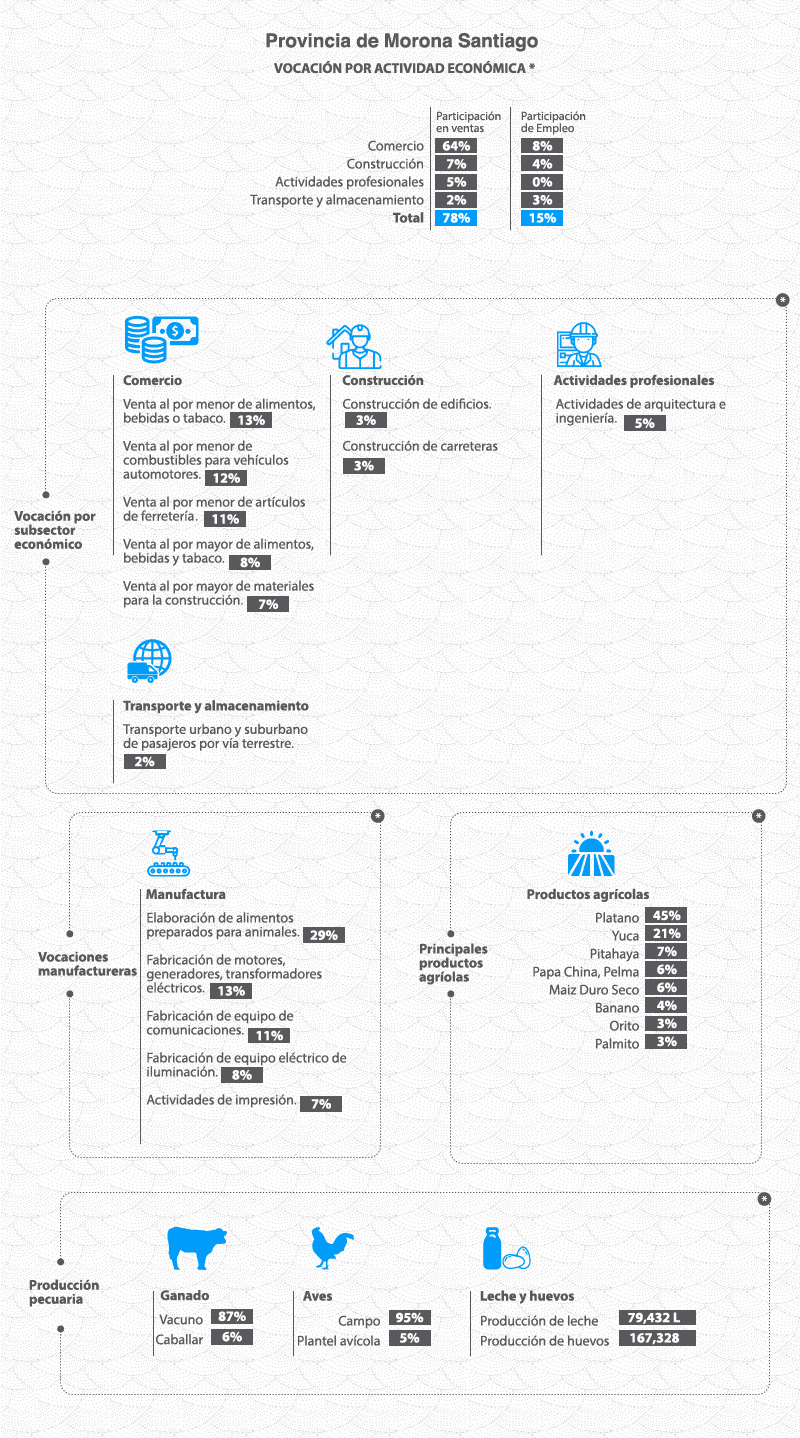 Provincia de Morona Santiago
VOCACIÓN POR ACTIVIDAD ECONÓMICA *
Participación en ventas
Participación de Empleo
Comercio 64% 8%
Construcción 7% 4%
Actividades profesionales 5% 0%
Transporte y almacenamiento 2% 3%
Total 78% 15%
*
Vocación por
subsector
económico
Comercio
Venta al por menor de alimentos,
bebidas o tabaco. 13%
Venta al por menor de
combustibles para vehículos
automotores. 12%
Venta al por menor de artículos
de ferretería. 11%
Venta al por mayor de alimentos,
bebidas y tabaco. 8%
Venta al por mayor de materiales
para la construcción. 7%
Construcción
Construcción de edificios.
3%
Construcción de carreteras
3%
Actividades profesionales
Actividades de arquitectura e
ingeniería. 5%
Transporte y almacenamiento
Transporte urbano y suburbano
de pasajeros por vía terrestre.
2%
*
Vocaciones
manufactureras
Manufactura
Elaboración de alimentos
preparados para animales. 29%
Fabricación de motores,
generadores, transformadores
eléctricos. 13%
Fabricación de equipo de
comunicaciones. 11%
Fabricación de equipo eléctrico de
iluminación. 8%
Actividades de impresión. 7%
*
Principales
productos
agríolas
Productos agrícolas
Platano 45%
Yuca 21%
Pitahaya 7%
Papa China, Pelma 6%
Maiz Duro Seco 6%
Banano 4%
Orito 3%
Palmito 3%
*
Producción
pecuaria
Ganado
Vacuno 87%
Caballar 6%
Aves
Campo 95%
Plantel avícola 5%
Leche y huevos
Producción de leche 79,432 L
Producción de huevos 167,328